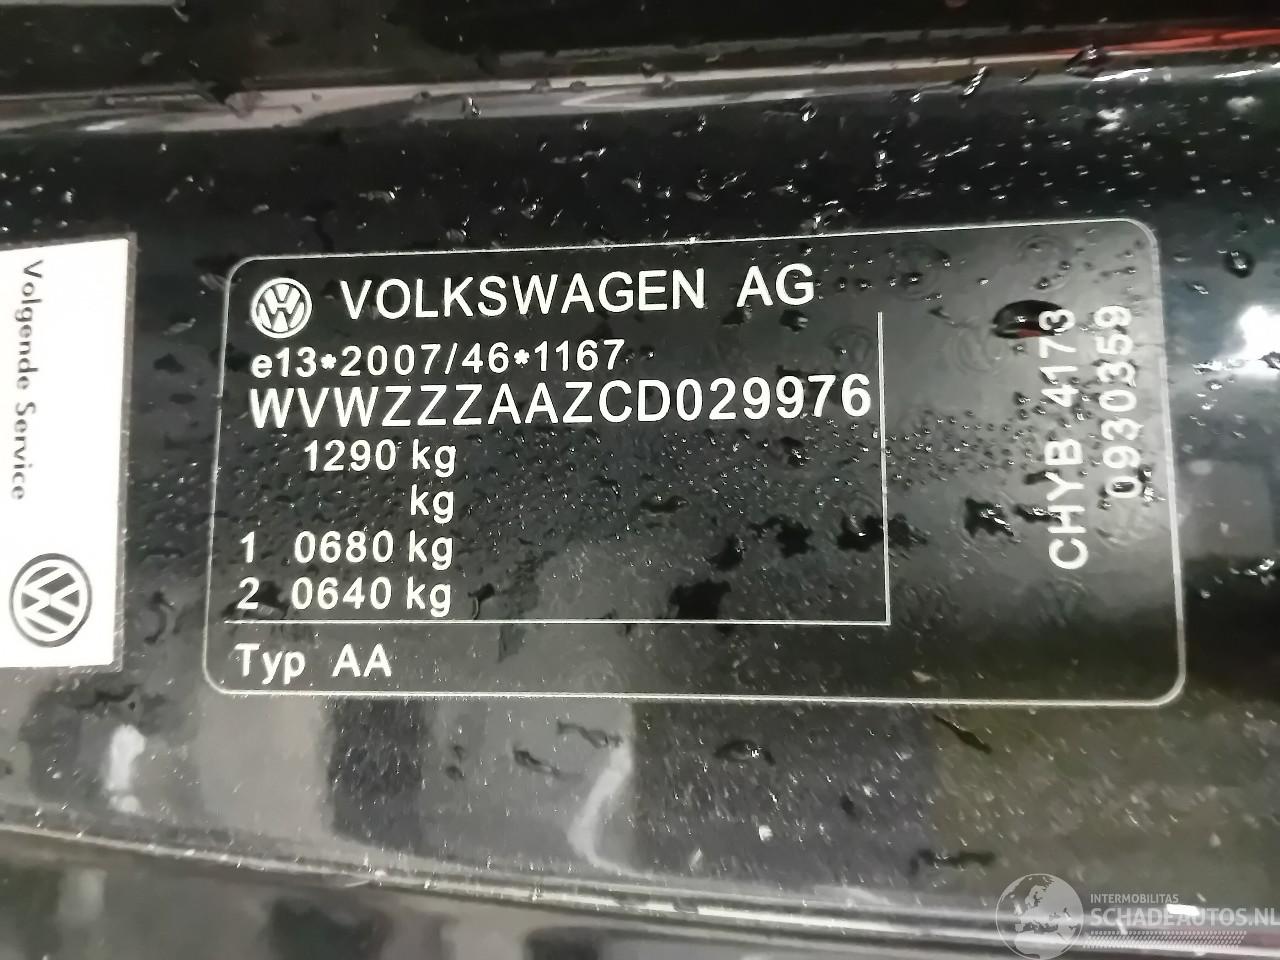 Volgende Service
VOLKSWAGEN AG
e13*2007/46*1167
WVWZZZAAZCD029976
1290 kg
kg
1 0680 kg
2 0640 kg
Typ AA
CHYB 4173
0930359
INTERMOBILITAS
SCHADEAUTOS.NL